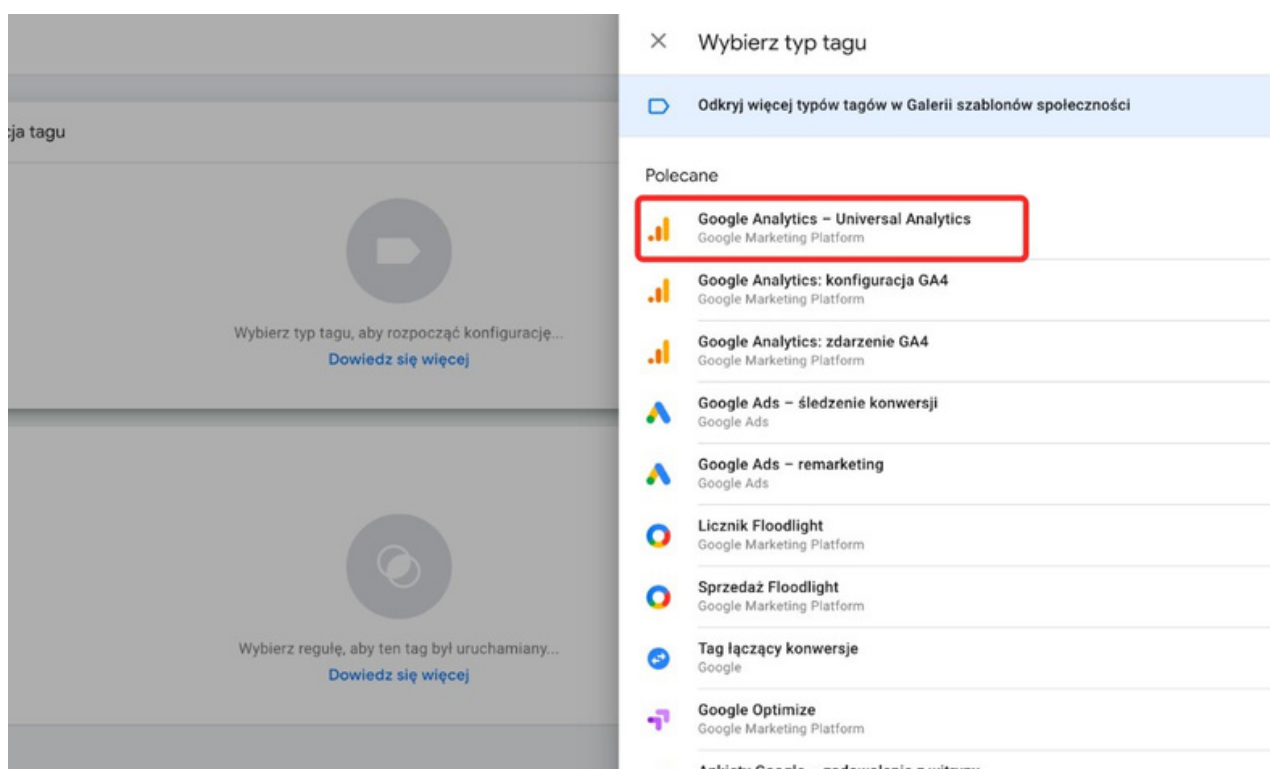 cja tagu
Wybierz typ tagu, aby rozpocząć konfigurację...
Dowiedz się więcej
Wybierz regułę, aby ten tag był uruchamiany...
Dowiedz się więcej
Wybierz typ tagu
Odkryj więcej typów tagów w Galerii szablonów społeczności
Polecane
Google Analytics – Universal Analytics
Google Marketing Platform
Google Analytics: konfiguracja GA4
Google Marketing Platform
Google Analytics: zdarzenie GA4
Google Marketing Platform
Google Ads – śledzenie konwersji
Google Ads
Google Ads – remarketing
Google Ads
Licznik Floodlight
Google Marketing Platform
Sprzedaż Floodlight
Google Marketing Platform
Tag łączący konwersje
Google
Google Optimize
Google Marketing Platform